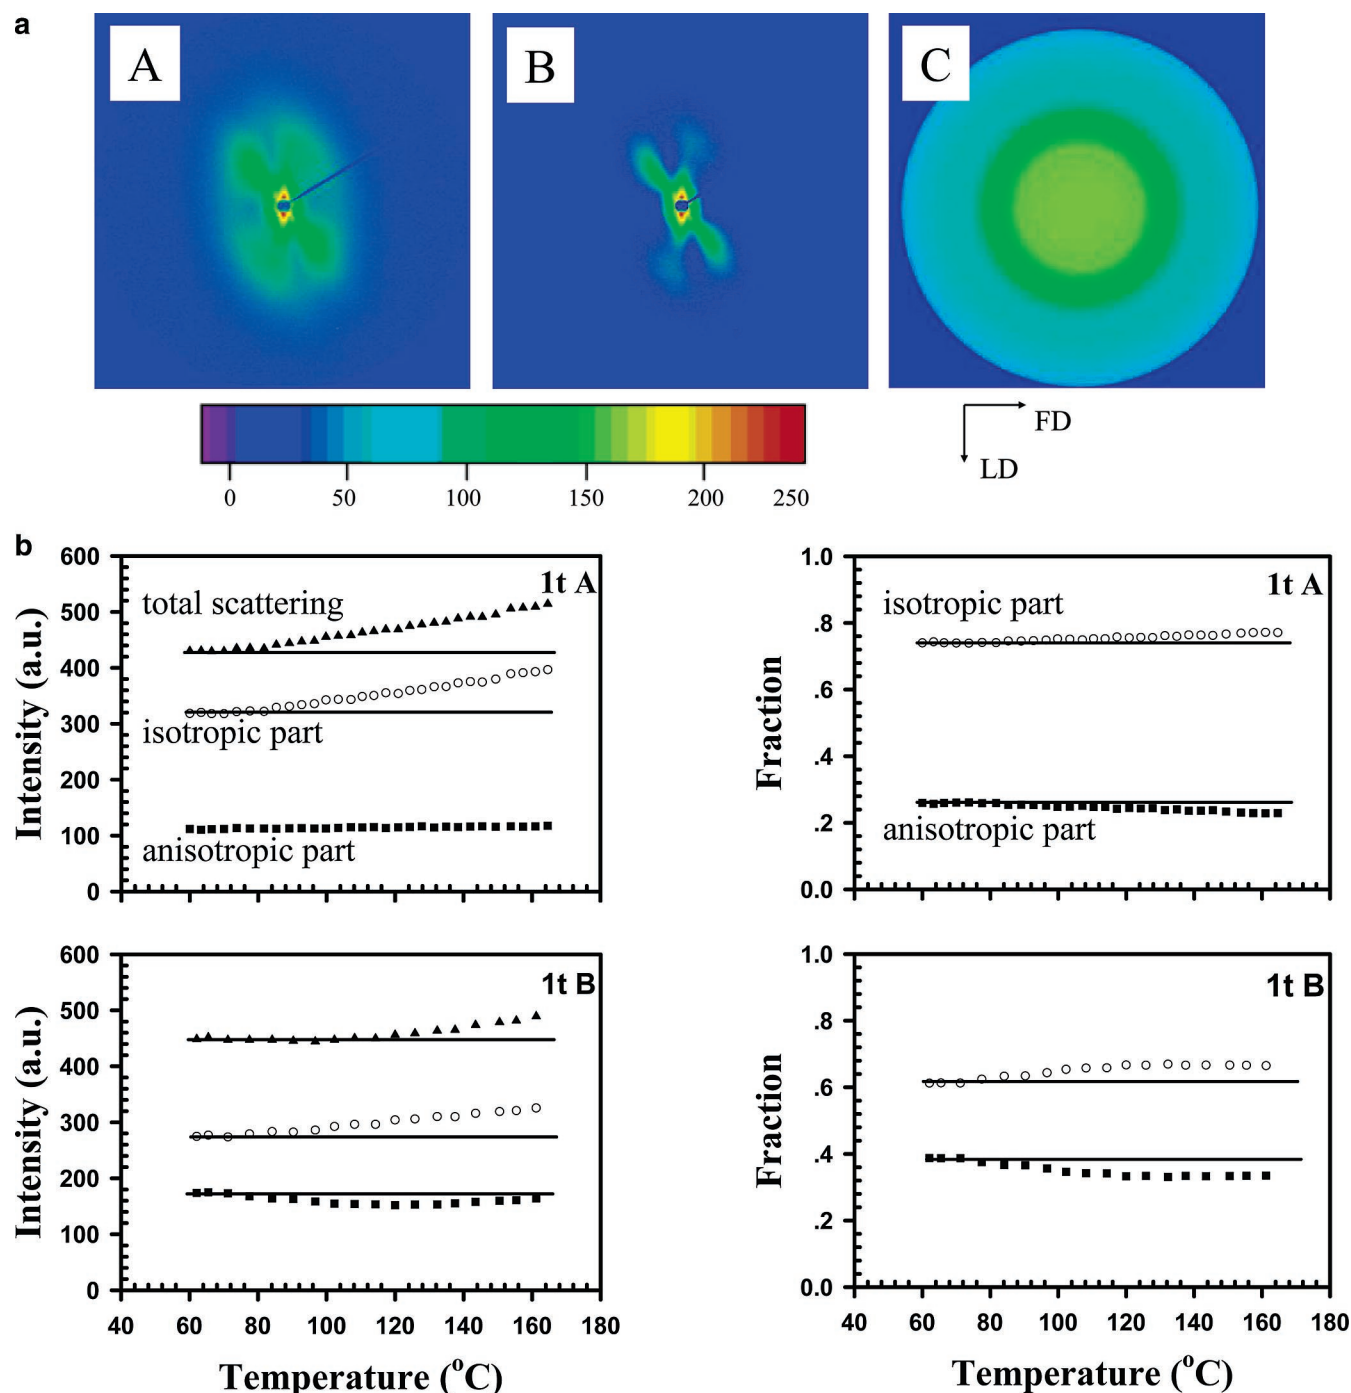 a
A
B
C
FD
LD
0 50 100 150 200 250
b
600
500
400
300
200
100
0
Intensity (a.u.)
1t A
total scattering
isotropic part
anisotropic part
1.0
.8
.6
.4
.2
0.0
Fraction
1t A
isotropic part
anisotropic part
600
500
400
300
200
100
0
Intensity (a.u.)
1t B
40 60 80 100 120 140 160 180
Temperature (°C)
1.0
.8
.6
.4
.2
0.0
Fraction
1t B
40 60 80 100 120 140 160 180
Temperature (°C)